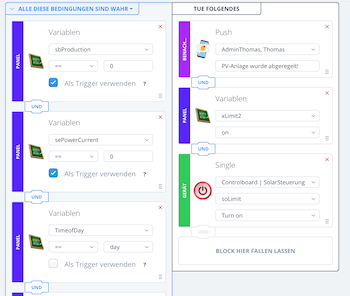 ALLE DIESE BEDINGUNGEN SIND WAHR
PANEL
Variablen
sbProduction
==
0
Als Trigger verwenden ?
UND
PANEL
Variablen
sePowerCurrent
==
0
Als Trigger verwenden ?
UND
PANEL
Variablen
TimeofDay
==
day
Als Trigger verwenden ?
UND
TUE FOLGENDES
BENACH...
Push
AdminThomas, Thomas
PV-Anlage wurde abgeregelt!
UND
PANEL
Variablen
xLimit2
on
UND
GERÄT
Single
Controlboard | SolarSteuerung
soLimit
Turn on
UND
BLOCK HIER FALLEN LASSEN